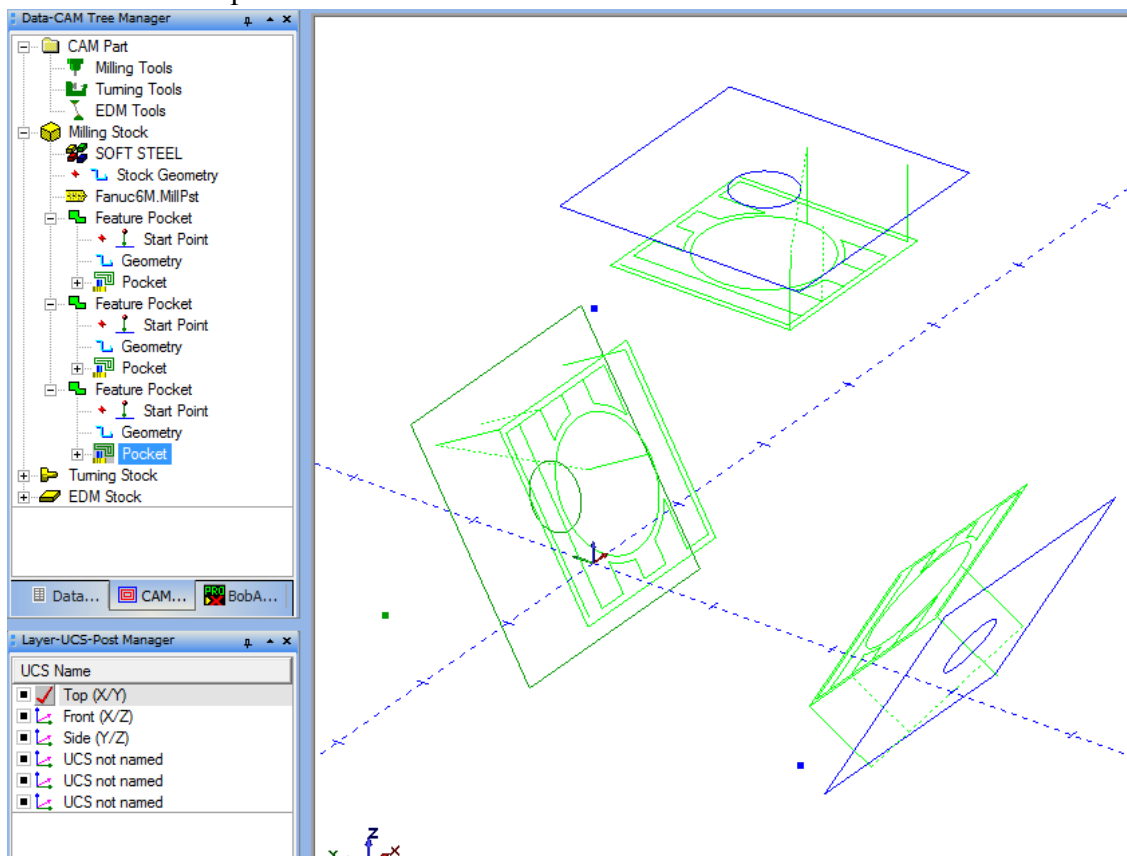 Data-CAM Tree Manager
CAM Part
Milling Tools
Turning Tools
EDM Tools
Milling Stock
SOFT STEEL
Stock Geometry
Fanuc6M.MillPst
Feature Pocket
Start Point
Geometry
Pocket
Feature Pocket
Start Point
Geometry
Pocket
Feature Pocket
Start Point
Geometry
Pocket
Turning Stock
EDM Stock
Data... CAM... PRO BobA...
Layer-UCS-Post Manager
UCS Name
Top (X/Y)
Front (X/Z)
Side (Y/Z)
UCS not named
UCS not named
UCS not named
Z